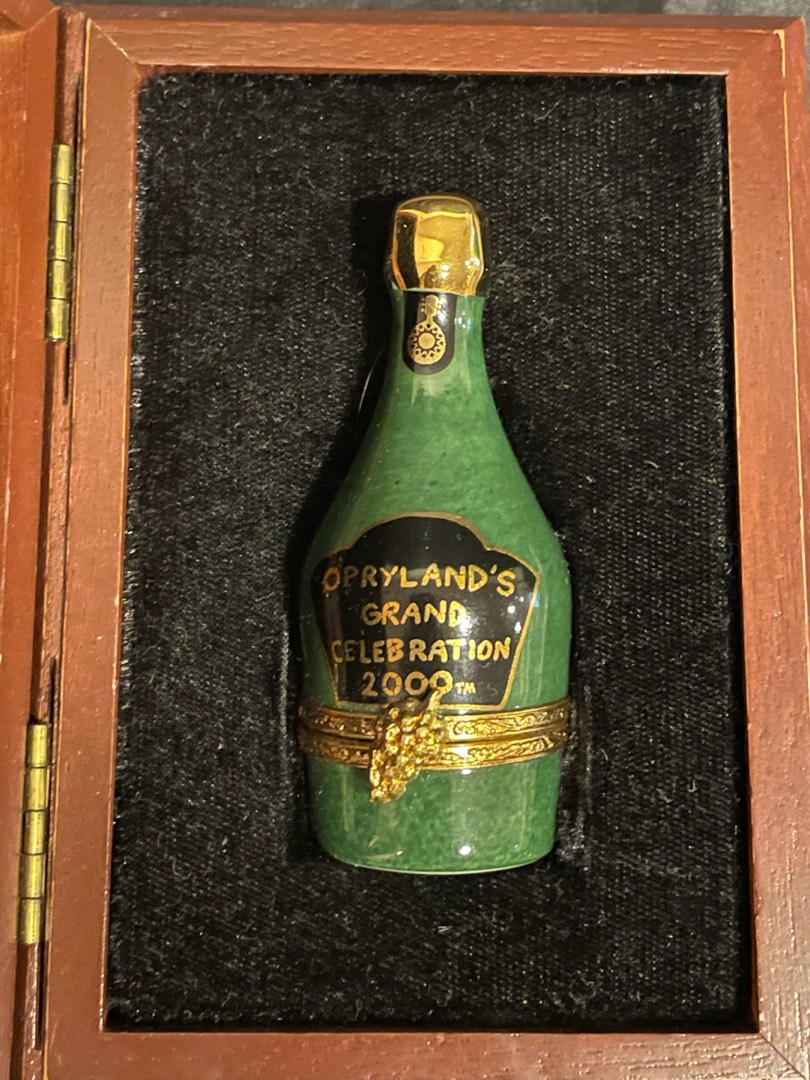 OPRYLAND'S
GRAND
CELEBRATION
2000™